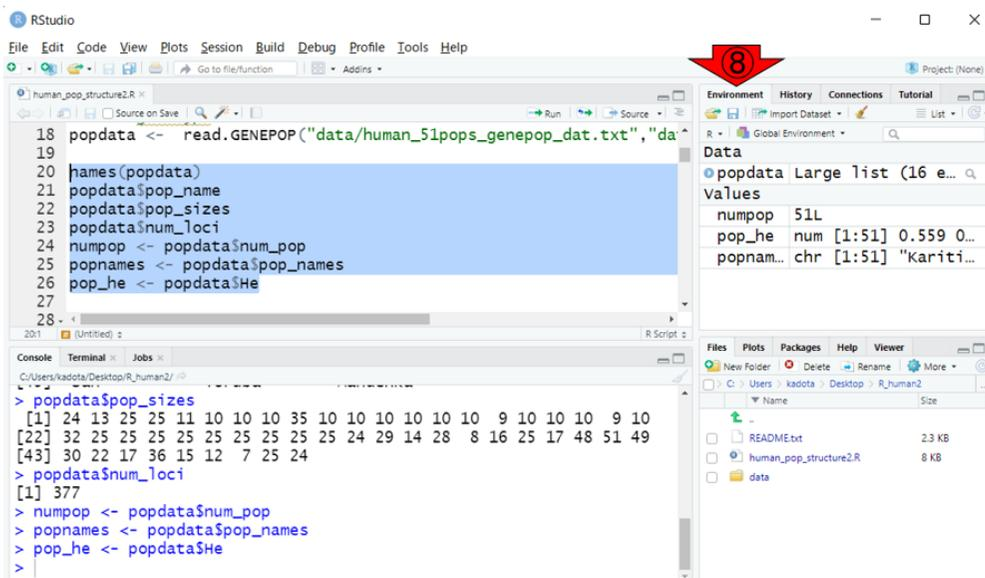 RStudio
File Edit Code View Plots Session Build Debug Profile Tools Help
Go to file/function
Addins
Project: (None)
⑧
human_pop_structure2.R
Source on Save
Run
Source
18 popdata <- read.GENEPOP("data/human_51pops_genepop_dat.txt","da
19
20 names(popdata)
21 popdata$pop_name
22 popdata$pop_sizes
23 popdata$num_loci
24 numpop <- popdata$num_pop
25 popnames <- popdata$pop_names
26 pop_he <- popdata$He
27
28
20:1 (Untitled) R Script
Console Terminal Jobs
C:/Users/kadota/Desktop/R_human2/
> popdata$pop_sizes
[1] 24 13 25 25 11 10 10 10 35 10 10 10 10 10 10 9 10 10 10 9 10
[22] 32 25 25 25 25 25 25 25 25 25 24 29 14 28 8 16 25 17 48 51 49
[43] 30 22 17 36 15 12 7 25 24
> popdata$num_loci
[1] 377
> numpop <- popdata$num_pop
> popnames <- popdata$pop_names
> pop_he <- popdata$He
>
Environment History Connections Tutorial
Import Dataset List
R Global Environment
Data
popdata Large list (16 e…
Values
numpop 51L
pop_he num [1:51] 0.559 0…
popnam… chr [1:51] "Kariti…
Files Plots Packages Help Viewer
New Folder Delete Rename More
C: Users kadota Desktop R_human2
Name Size
..
README.txt 2.3 KB
human_pop_structure2.R 8 KB
data